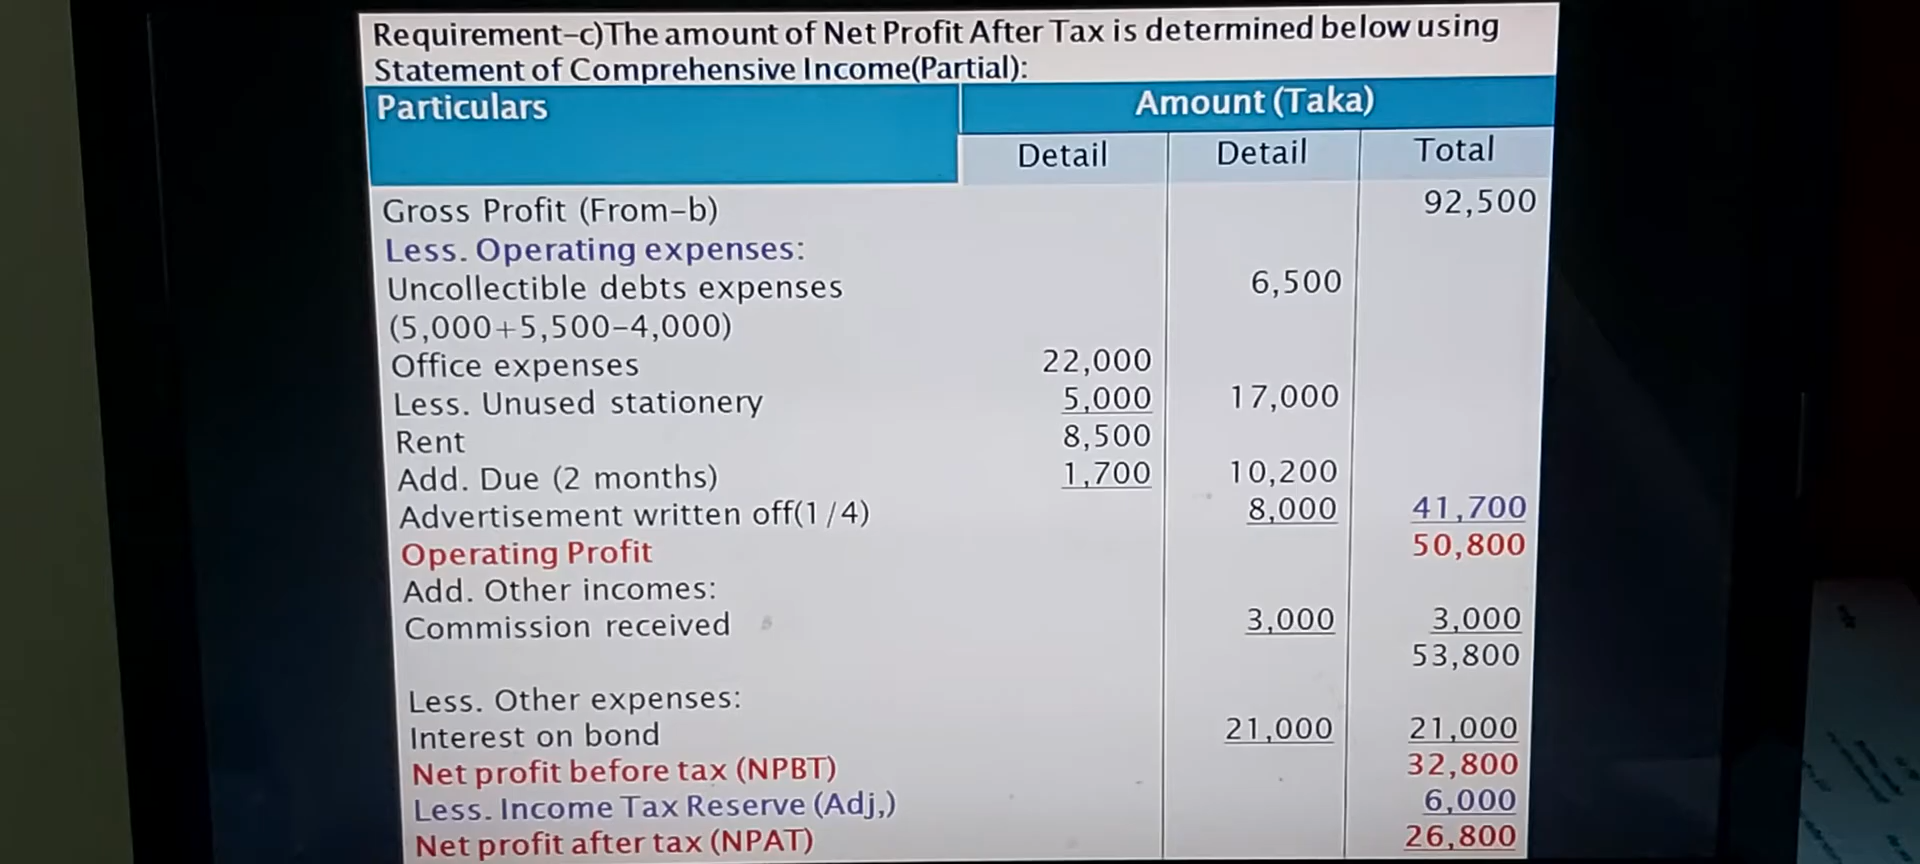 Requirement-c)The amount of Net Profit After Tax is determined below using
Statement of Comprehensive Income(Partial):
Particulars Amount (Taka)
Detail Detail Total
Gross Profit (From-b) 92,500
Less. Operating expenses:
Uncollectible debts expenses 6,500
(5,000+5,500-4,000)
Office expenses 22,000
Less. Unused stationery 5,000 17,000
Rent 8,500
Add. Due (2 months) 1,700 10,200
Advertisement written off(1/4) 8,000 41,700
Operating Profit 50,800
Add. Other incomes:
Commission received 3,000 3,000
53,800
Less. Other expenses:
Interest on bond 21,000 21,000
Net profit before tax (NPBT) 32,800
Less. Income Tax Reserve (Adj,) 6,000
Net profit after tax (NPAT) 26,800